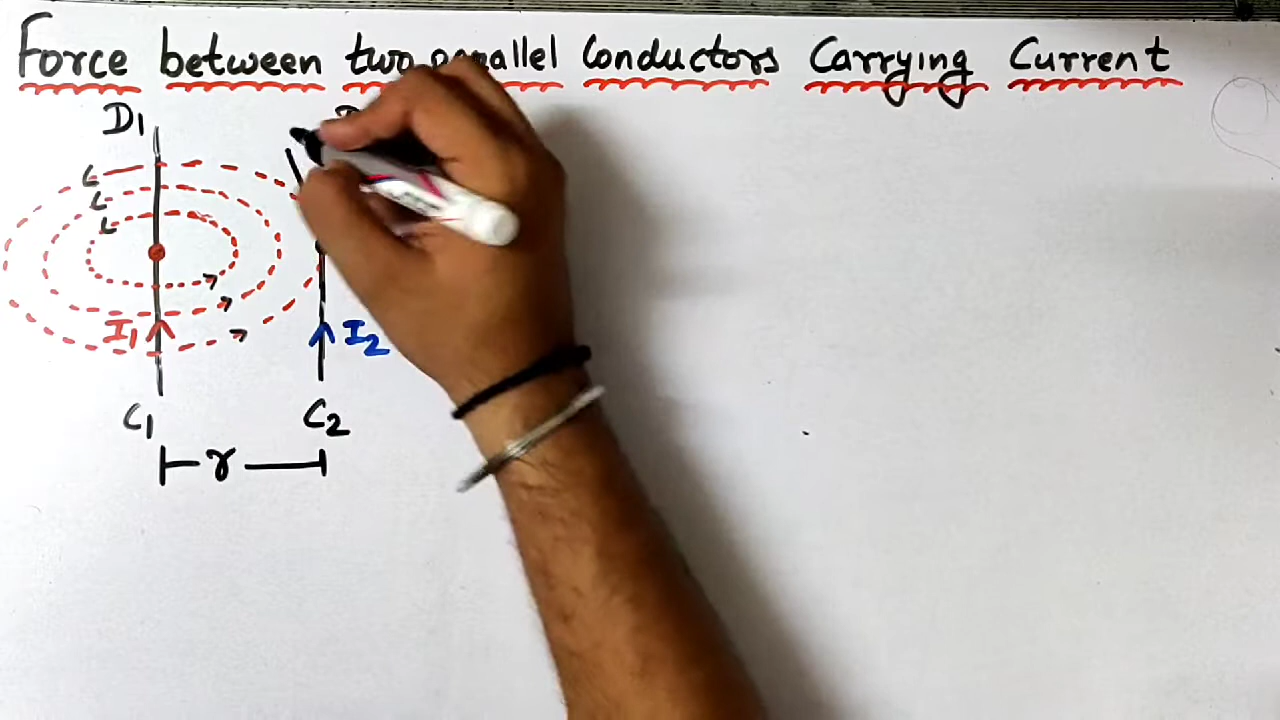 Force between two parallel Conductors Carrying Current
D1
I1
I2
C1
C2
r